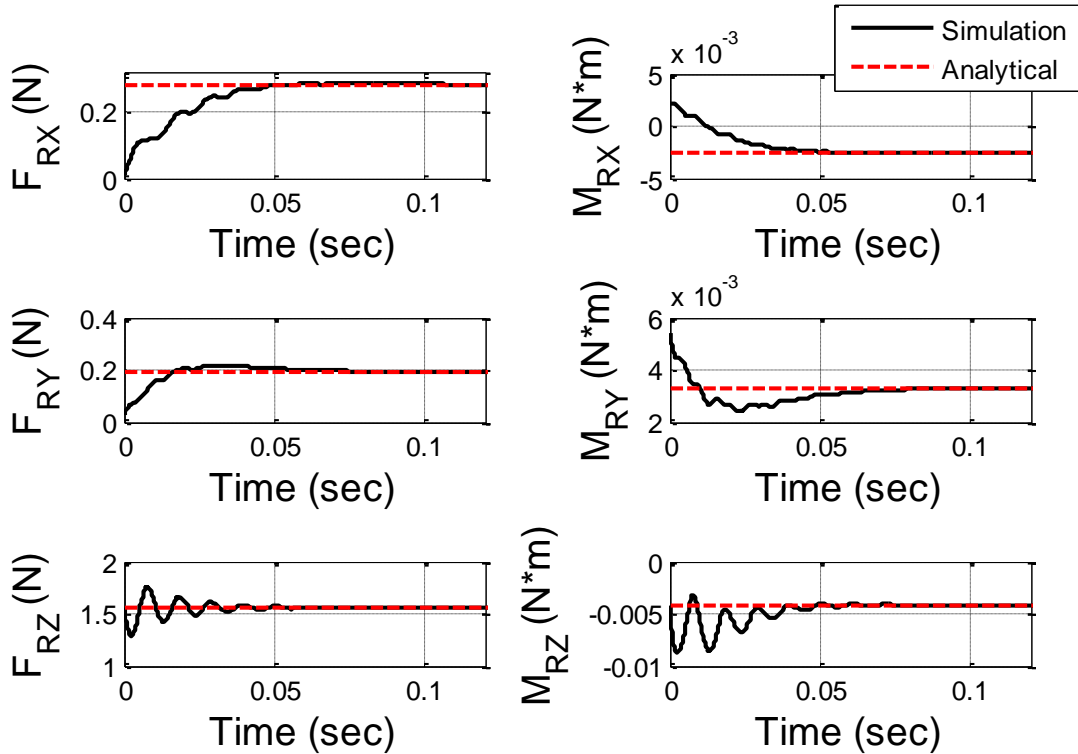 Simulation
Analytical
F_RX (N)
0.2
0
0
0.05
0.1
Time (sec)
x 10^-3
M_RX (N*m)
5
0
-5
0
0.05
0.1
Time (sec)
F_RY (N)
0.4
0.2
0
0
0.05
0.1
Time (sec)
x 10^-3
M_RY (N*m)
6
4
2
0
0.05
0.1
Time (sec)
F_RZ (N)
2
1.5
1
0
0.05
0.1
Time (sec)
M_RZ (N*m)
0
-0.005
-0.01
0
0.05
0.1
Time (sec)